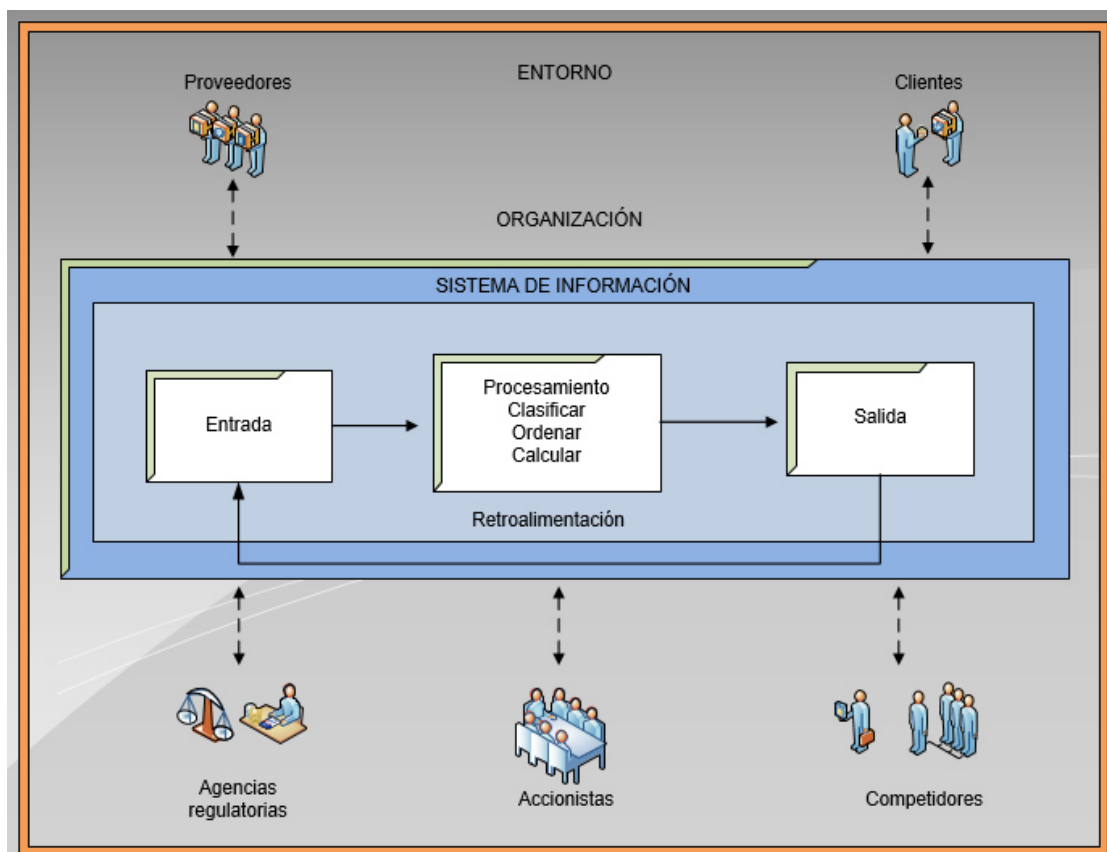 ENTORNO
Proveedores
Clientes
ORGANIZACIÓN
SISTEMA DE INFORMACIÓN
Entrada
Procesamiento
Clasificar
Ordenar
Calcular
Salida
Retroalimentación
Agencias
regulatorias
Accionistas
Competidores